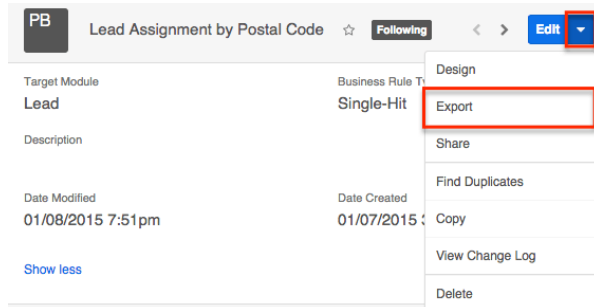 PB
Lead Assignment by Postal Code
Following
Edit
Design
Target Module
Business Rule
Lead
Single-Hit
Export
Description
Share
Find Duplicates
Date Modified
Date Created
01/08/2015 7:51pm
01/07/2015
Copy
View Change Log
Show less
Delete